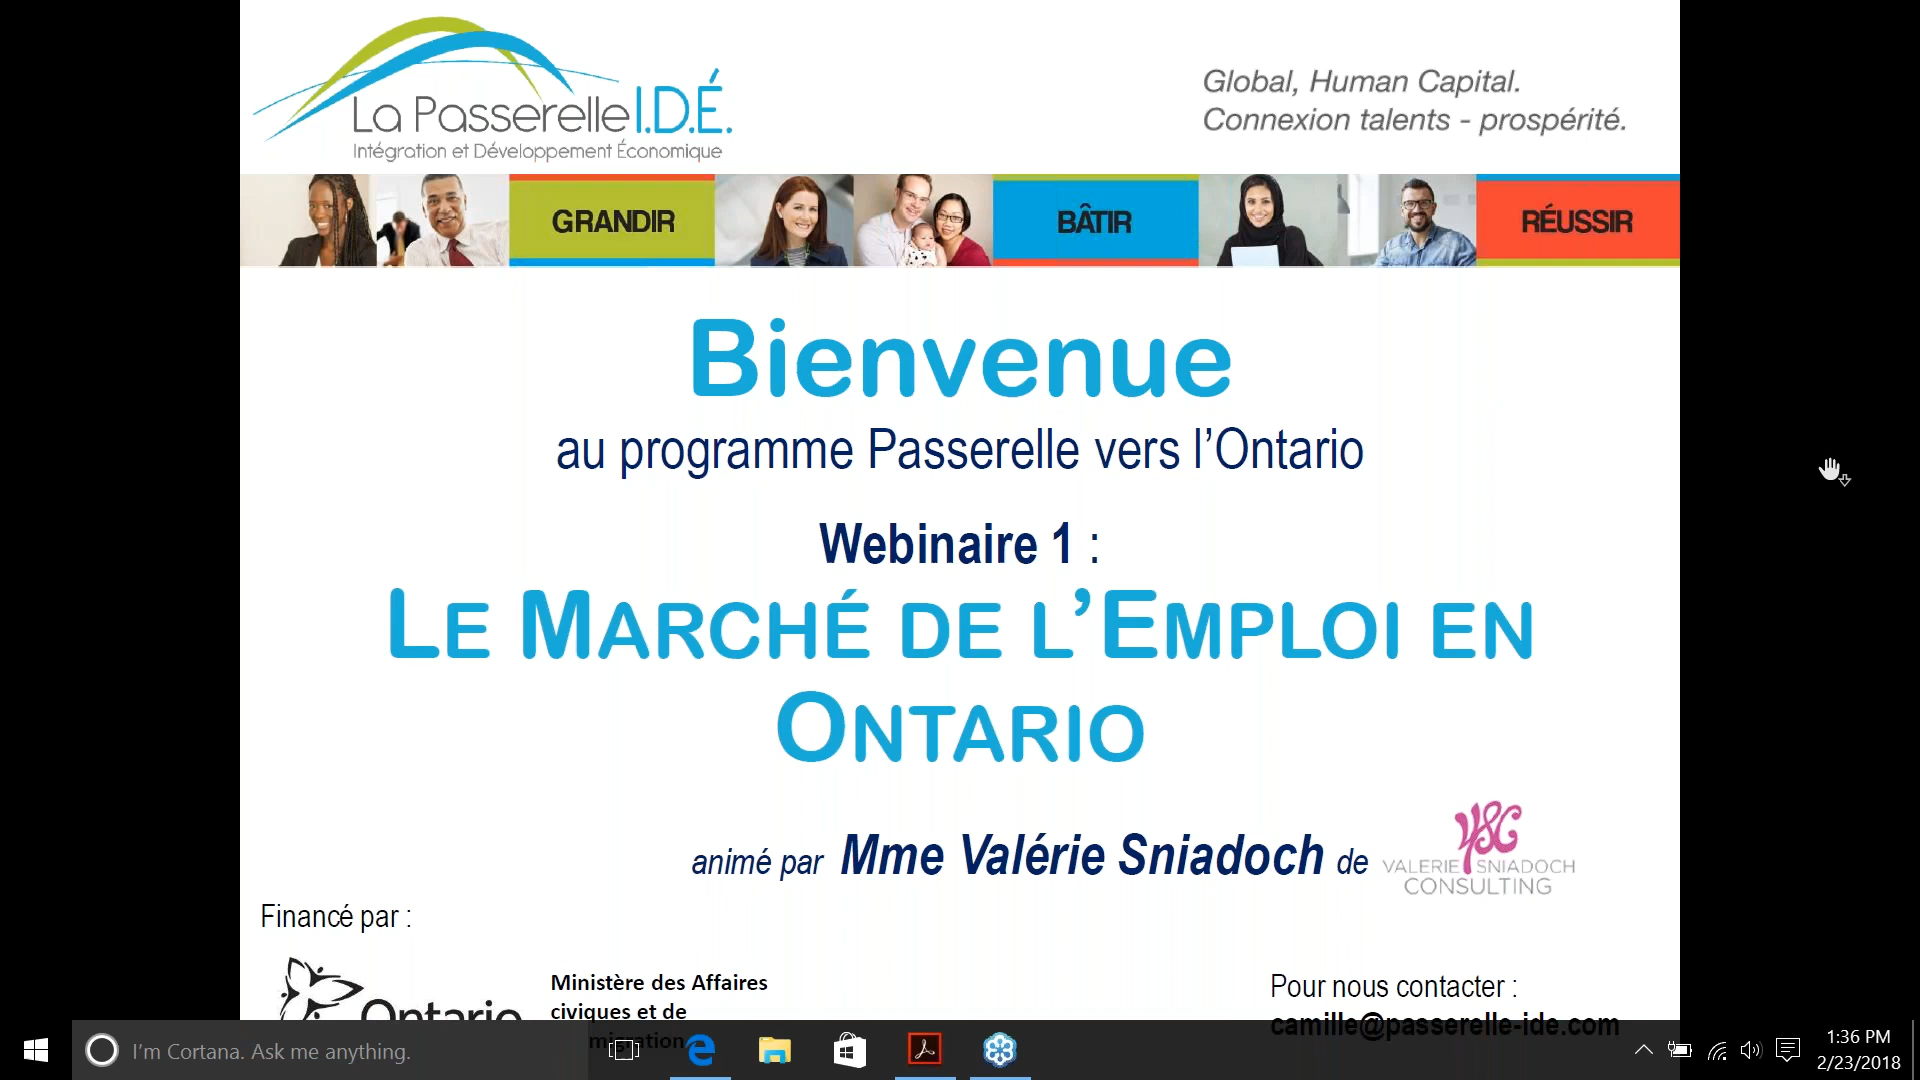 La Passerelle I.D.É.
Intégration et Développement Économique
Global, Human Capital.
Connexion talents - prospérité.
GRANDIR
BÂTIR
RÉUSSIR
Bienvenue
au programme Passerelle vers l’Ontario
Webinaire 1 :
LE MARCHÉ DE L’EMPLOI EN
ONTARIO
animé par Mme Valérie Sniadoch de
VSC
VALERIE SNIADOCH
CONSULTING
Financé par :
Ontario
Ministère des Affaires
civiques et de
Pour nous contacter :
camille@passerelle-ide.com
I'm Cortana. Ask me anything.
1:36 PM
2/23/2018